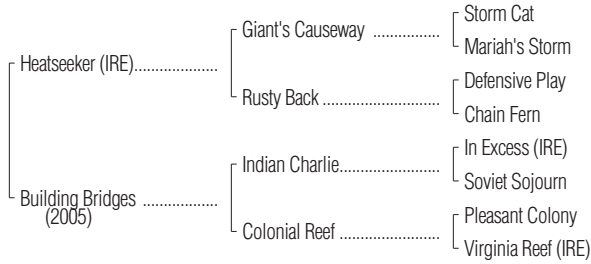 Storm Cat
Giant's Causeway ..................
Mariah's Storm
Heatseeker (IRE)....................
Defensive Play
Rusty Back ............................
Chain Fern
In Excess (IRE)
Indian Charlie........................
Soviet Sojourn
Building Bridges ..................
(2005)
Pleasant Colony
Colonial Reef ........................
Virginia Reef (IRE)